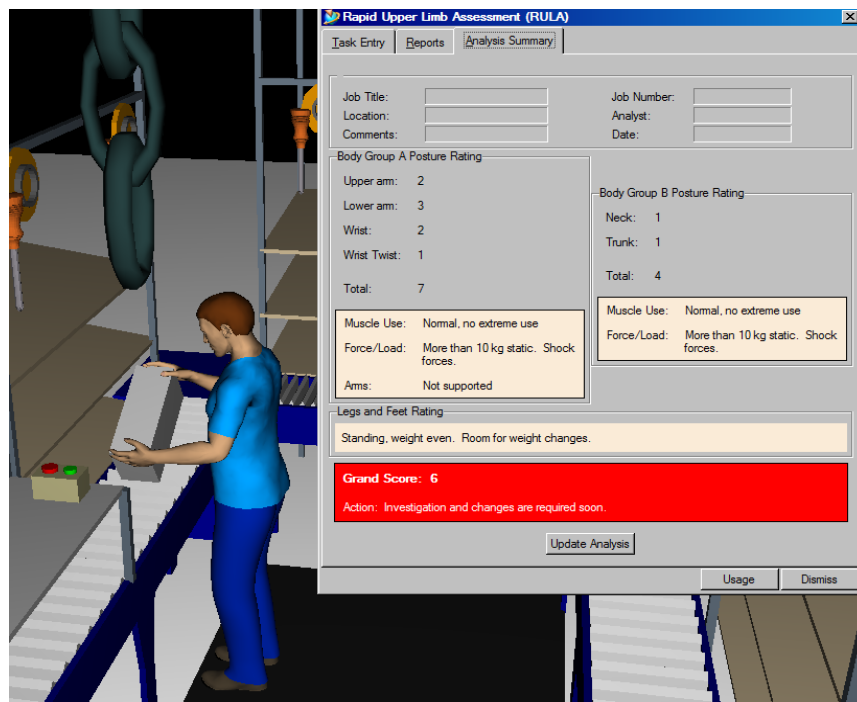 Rapid Upper Limb Assessment (RULA)
Task Entry Reports Analysis Summary
Job Title: Job Number:
Location: Analyst:
Comments: Date:
Body Group A Posture Rating
Upper arm: 2
Lower arm: 3
Wrist: 2
Wrist Twist: 1
Total: 7
Muscle Use: Normal, no extreme use
Force/Load: More than 10 kg static. Shock
forces.
Arms: Not supported
Body Group B Posture Rating
Neck: 1
Trunk: 1
Total: 4
Muscle Use: Normal, no extreme use
Force/Load: More than 10 kg static. Shock
forces.
Legs and Feet Rating
Standing, weight even. Room for weight changes.
Grand Score: 6
Action: Investigation and changes are required soon.
Update Analysis
Usage Dismiss